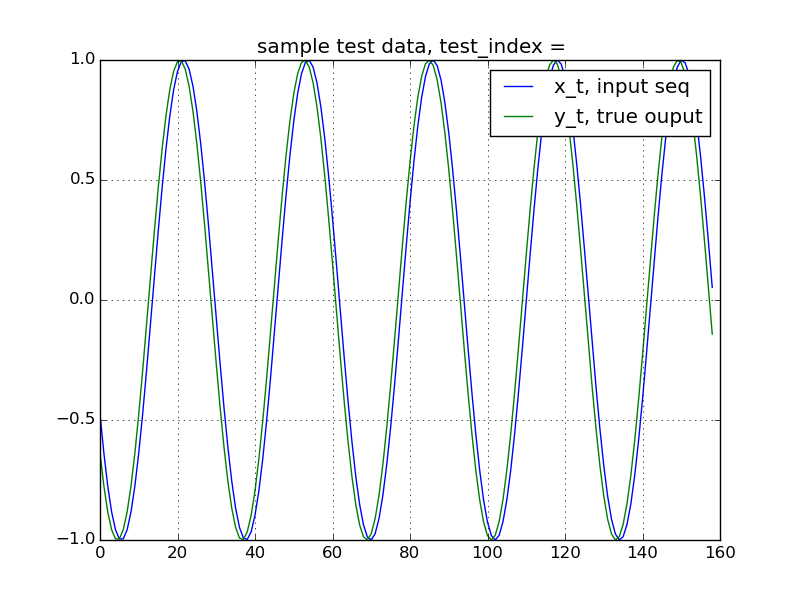 sample test data, test_index =
x_t, input seq
y_t, true ouput
1.0
0.5
0.0
−0.5
−1.0
0 20 40 60 80 100 120 140 160